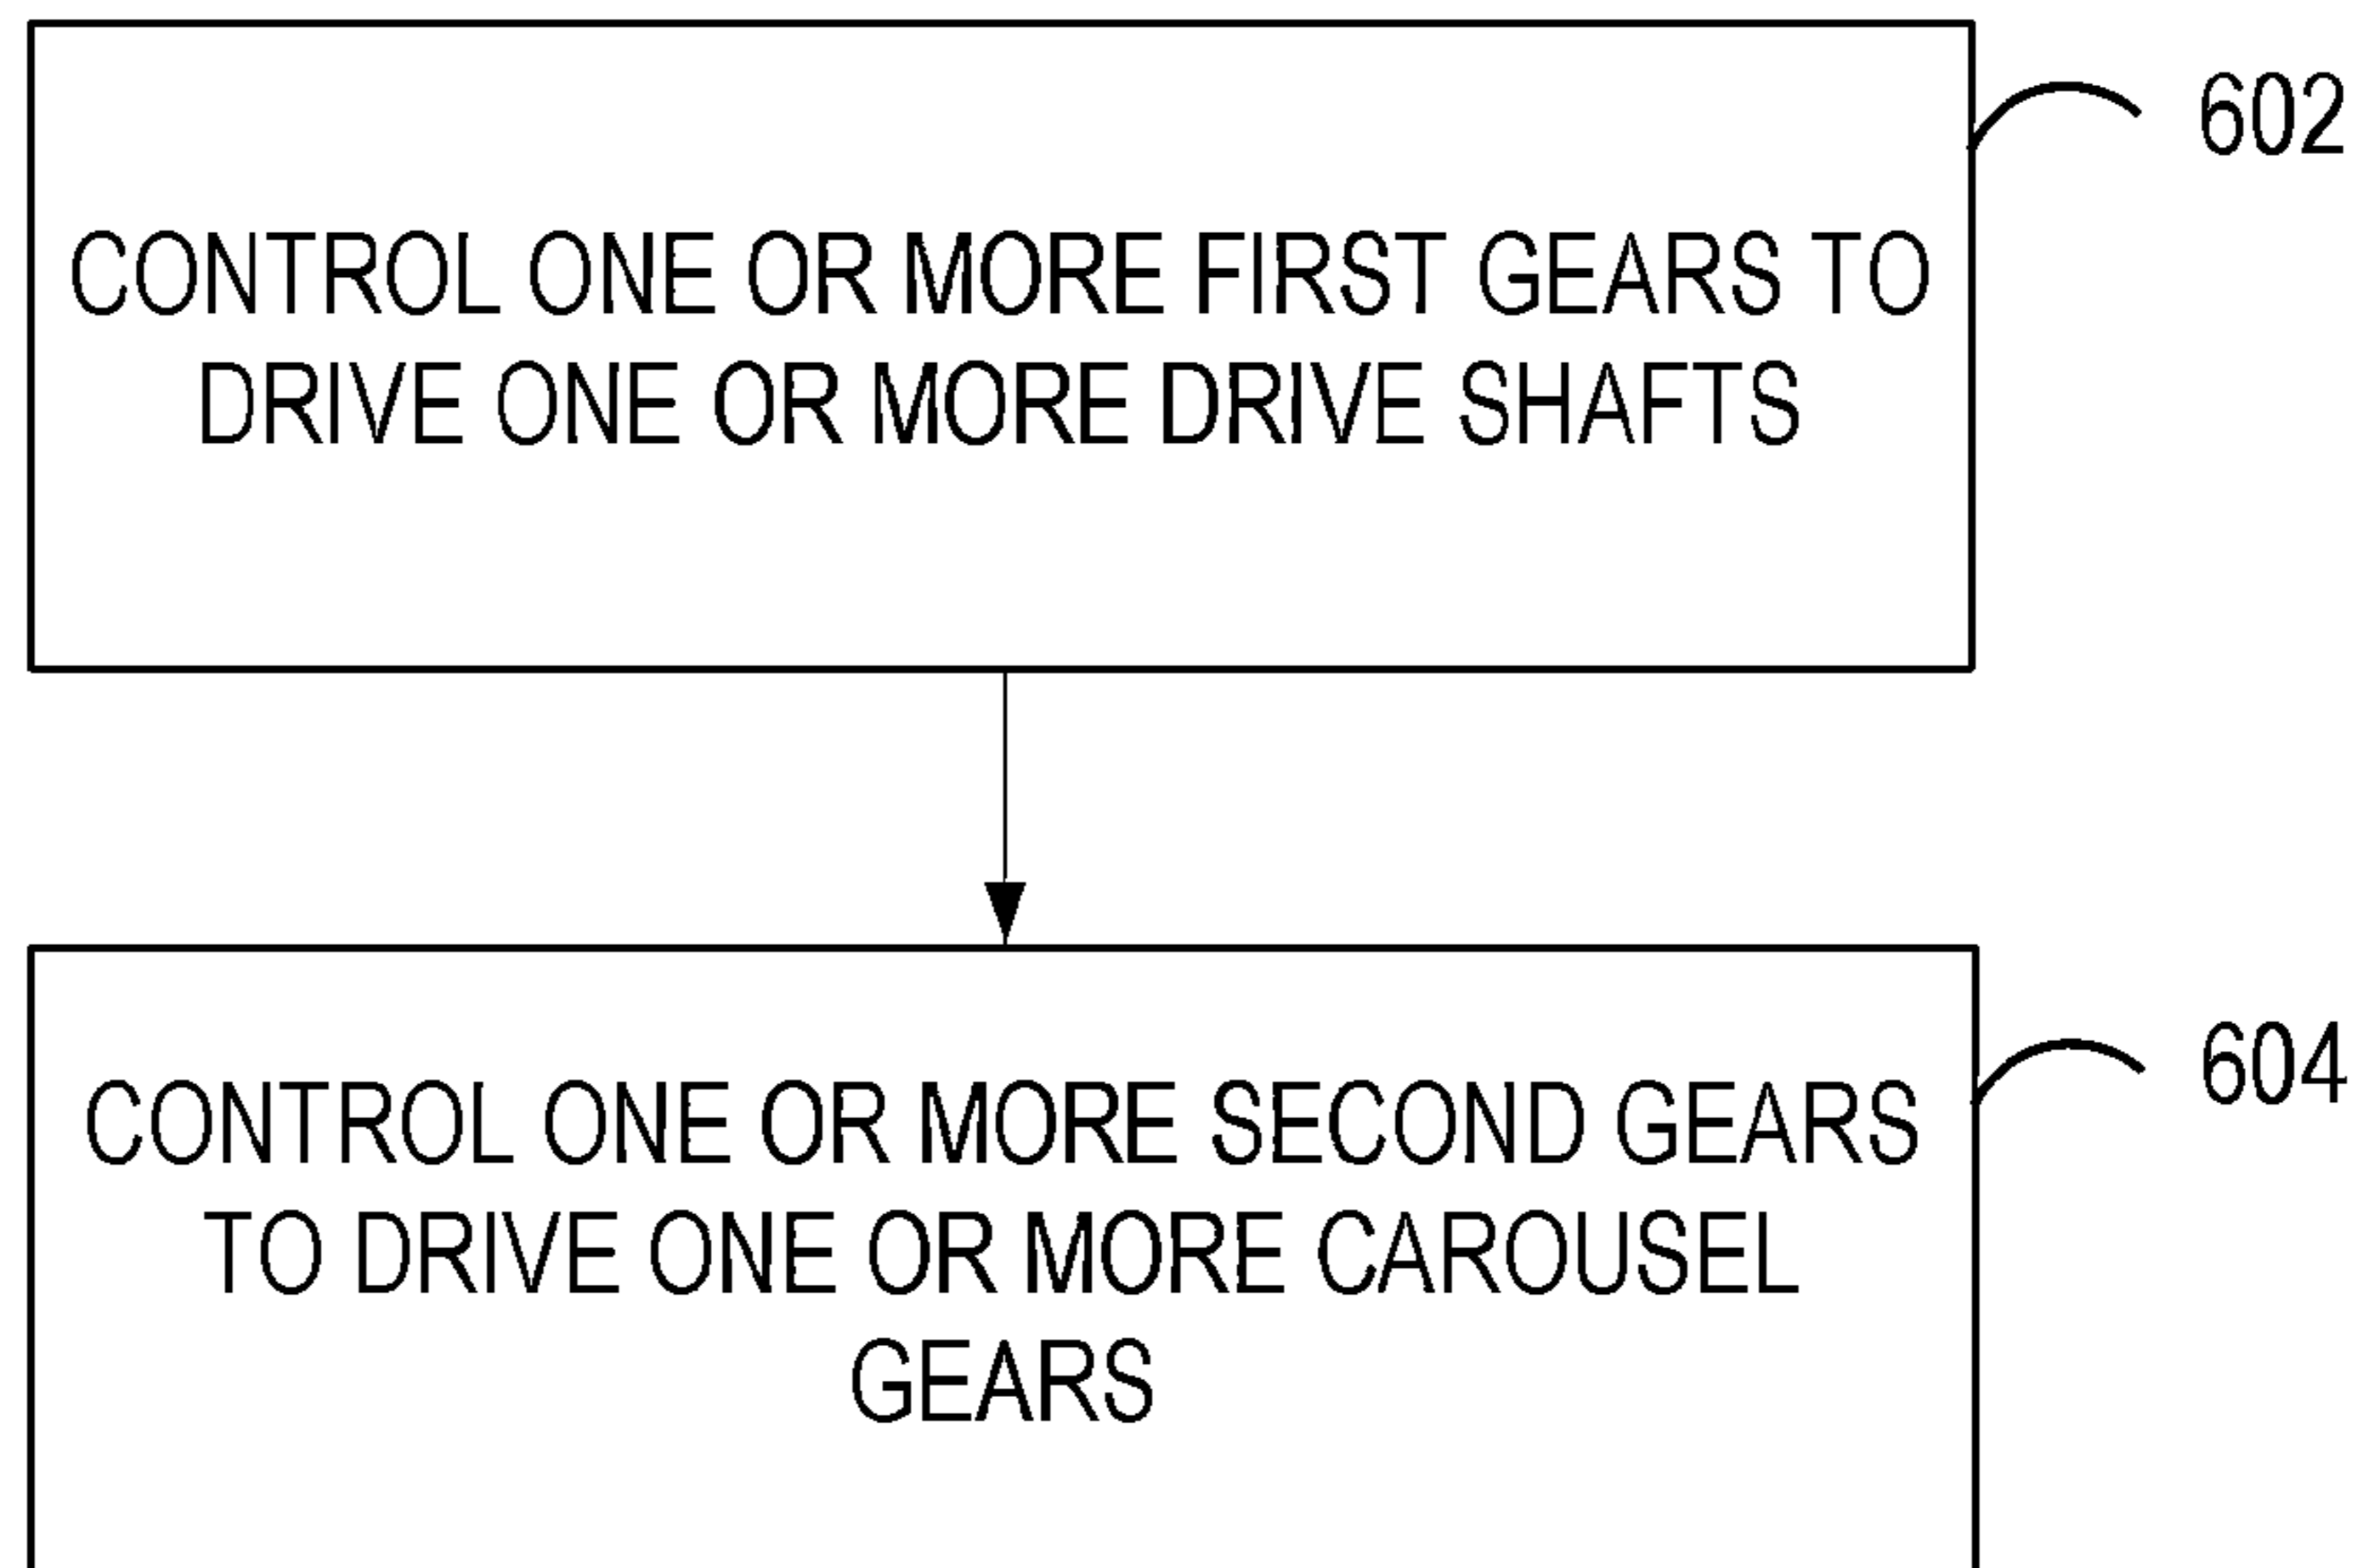 602
CONTROL ONE OR MORE FIRST GEARS TO
DRIVE ONE OR MORE DRIVE SHAFTS
604
CONTROL ONE OR MORE SECOND GEARS
TO DRIVE ONE OR MORE CAROUSEL
GEARS